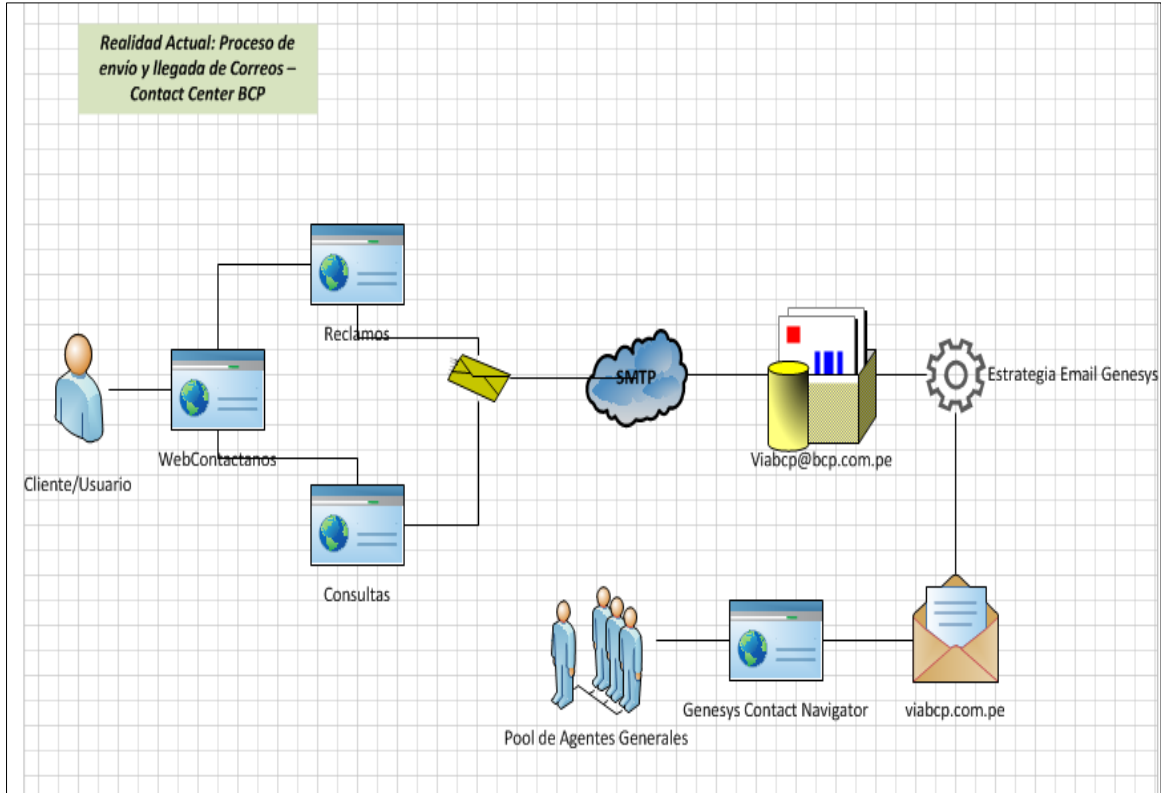 Realidad Actual: Proceso de
envío y llegada de Correos –
Contact Center BCP
Reclamos
SMTP
Estrategia Email Genesys
WebContactanos
Viabcp@bcp.com.pe
Cliente/Usuario
Consultas
Genesys Contact Navigator
viabcp.com.pe
Pool de Agentes Generales